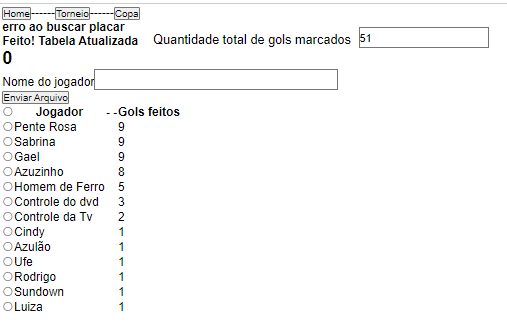 Home------Torneio------Copa
erro ao buscar placar
Feito! Tabela Atualizada Quantidade total de gols marcados 51
0
Nome do jogador
Enviar Arquivo
Jogador - -Gols feitos
Pente Rosa 9
Sabrina 9
Gael 9
Azuzinho 8
Homem de Ferro 5
Controle do dvd 3
Controle da Tv 2
Cindy 1
Azulão 1
Ufe 1
Rodrigo 1
Sundown 1
Luiza 1